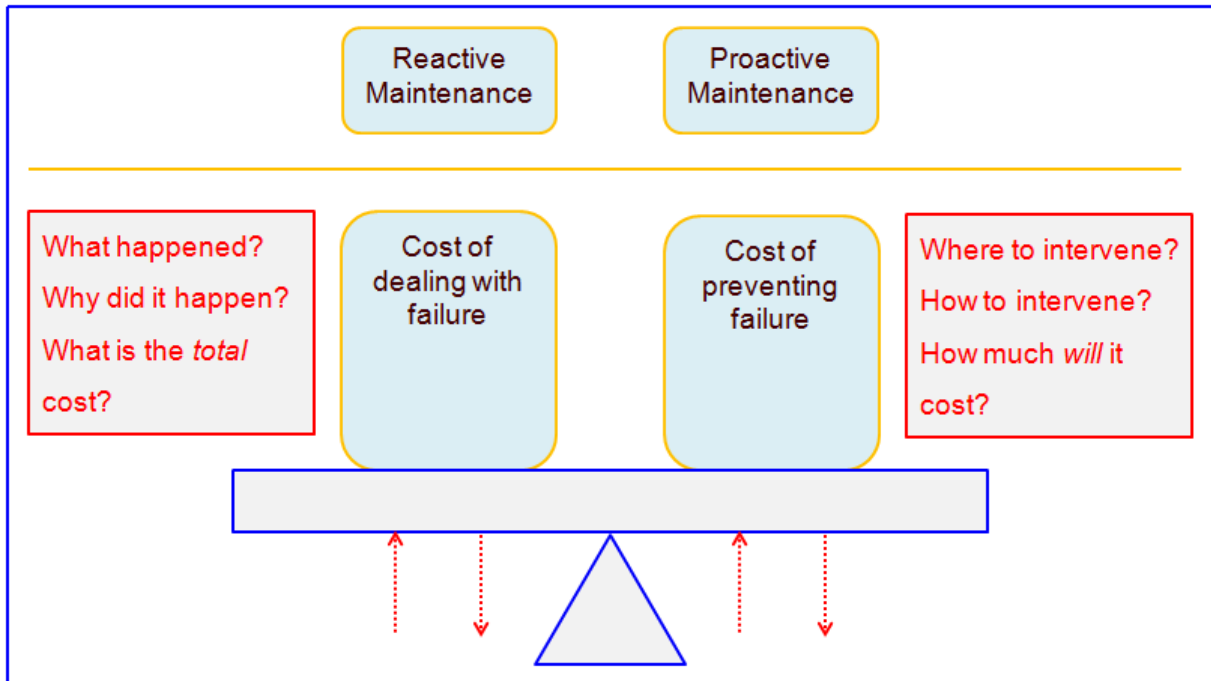 Reactive
Maintenance
Proactive
Maintenance
What happened?
Why did it happen?
What is the total
cost?
Cost of
dealing with
failure
Cost of
preventing
failure
Where to intervene?
How to intervene?
How much will it
cost?